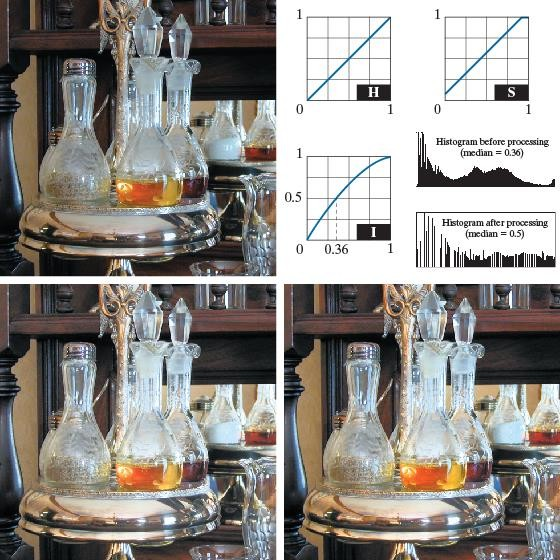 1
H
0
1
1
S
0
1
Histogram before processing
(median = 0.36)
1
0.5
I
0
0.36
1
Histogram after processing
(median = 0.5)